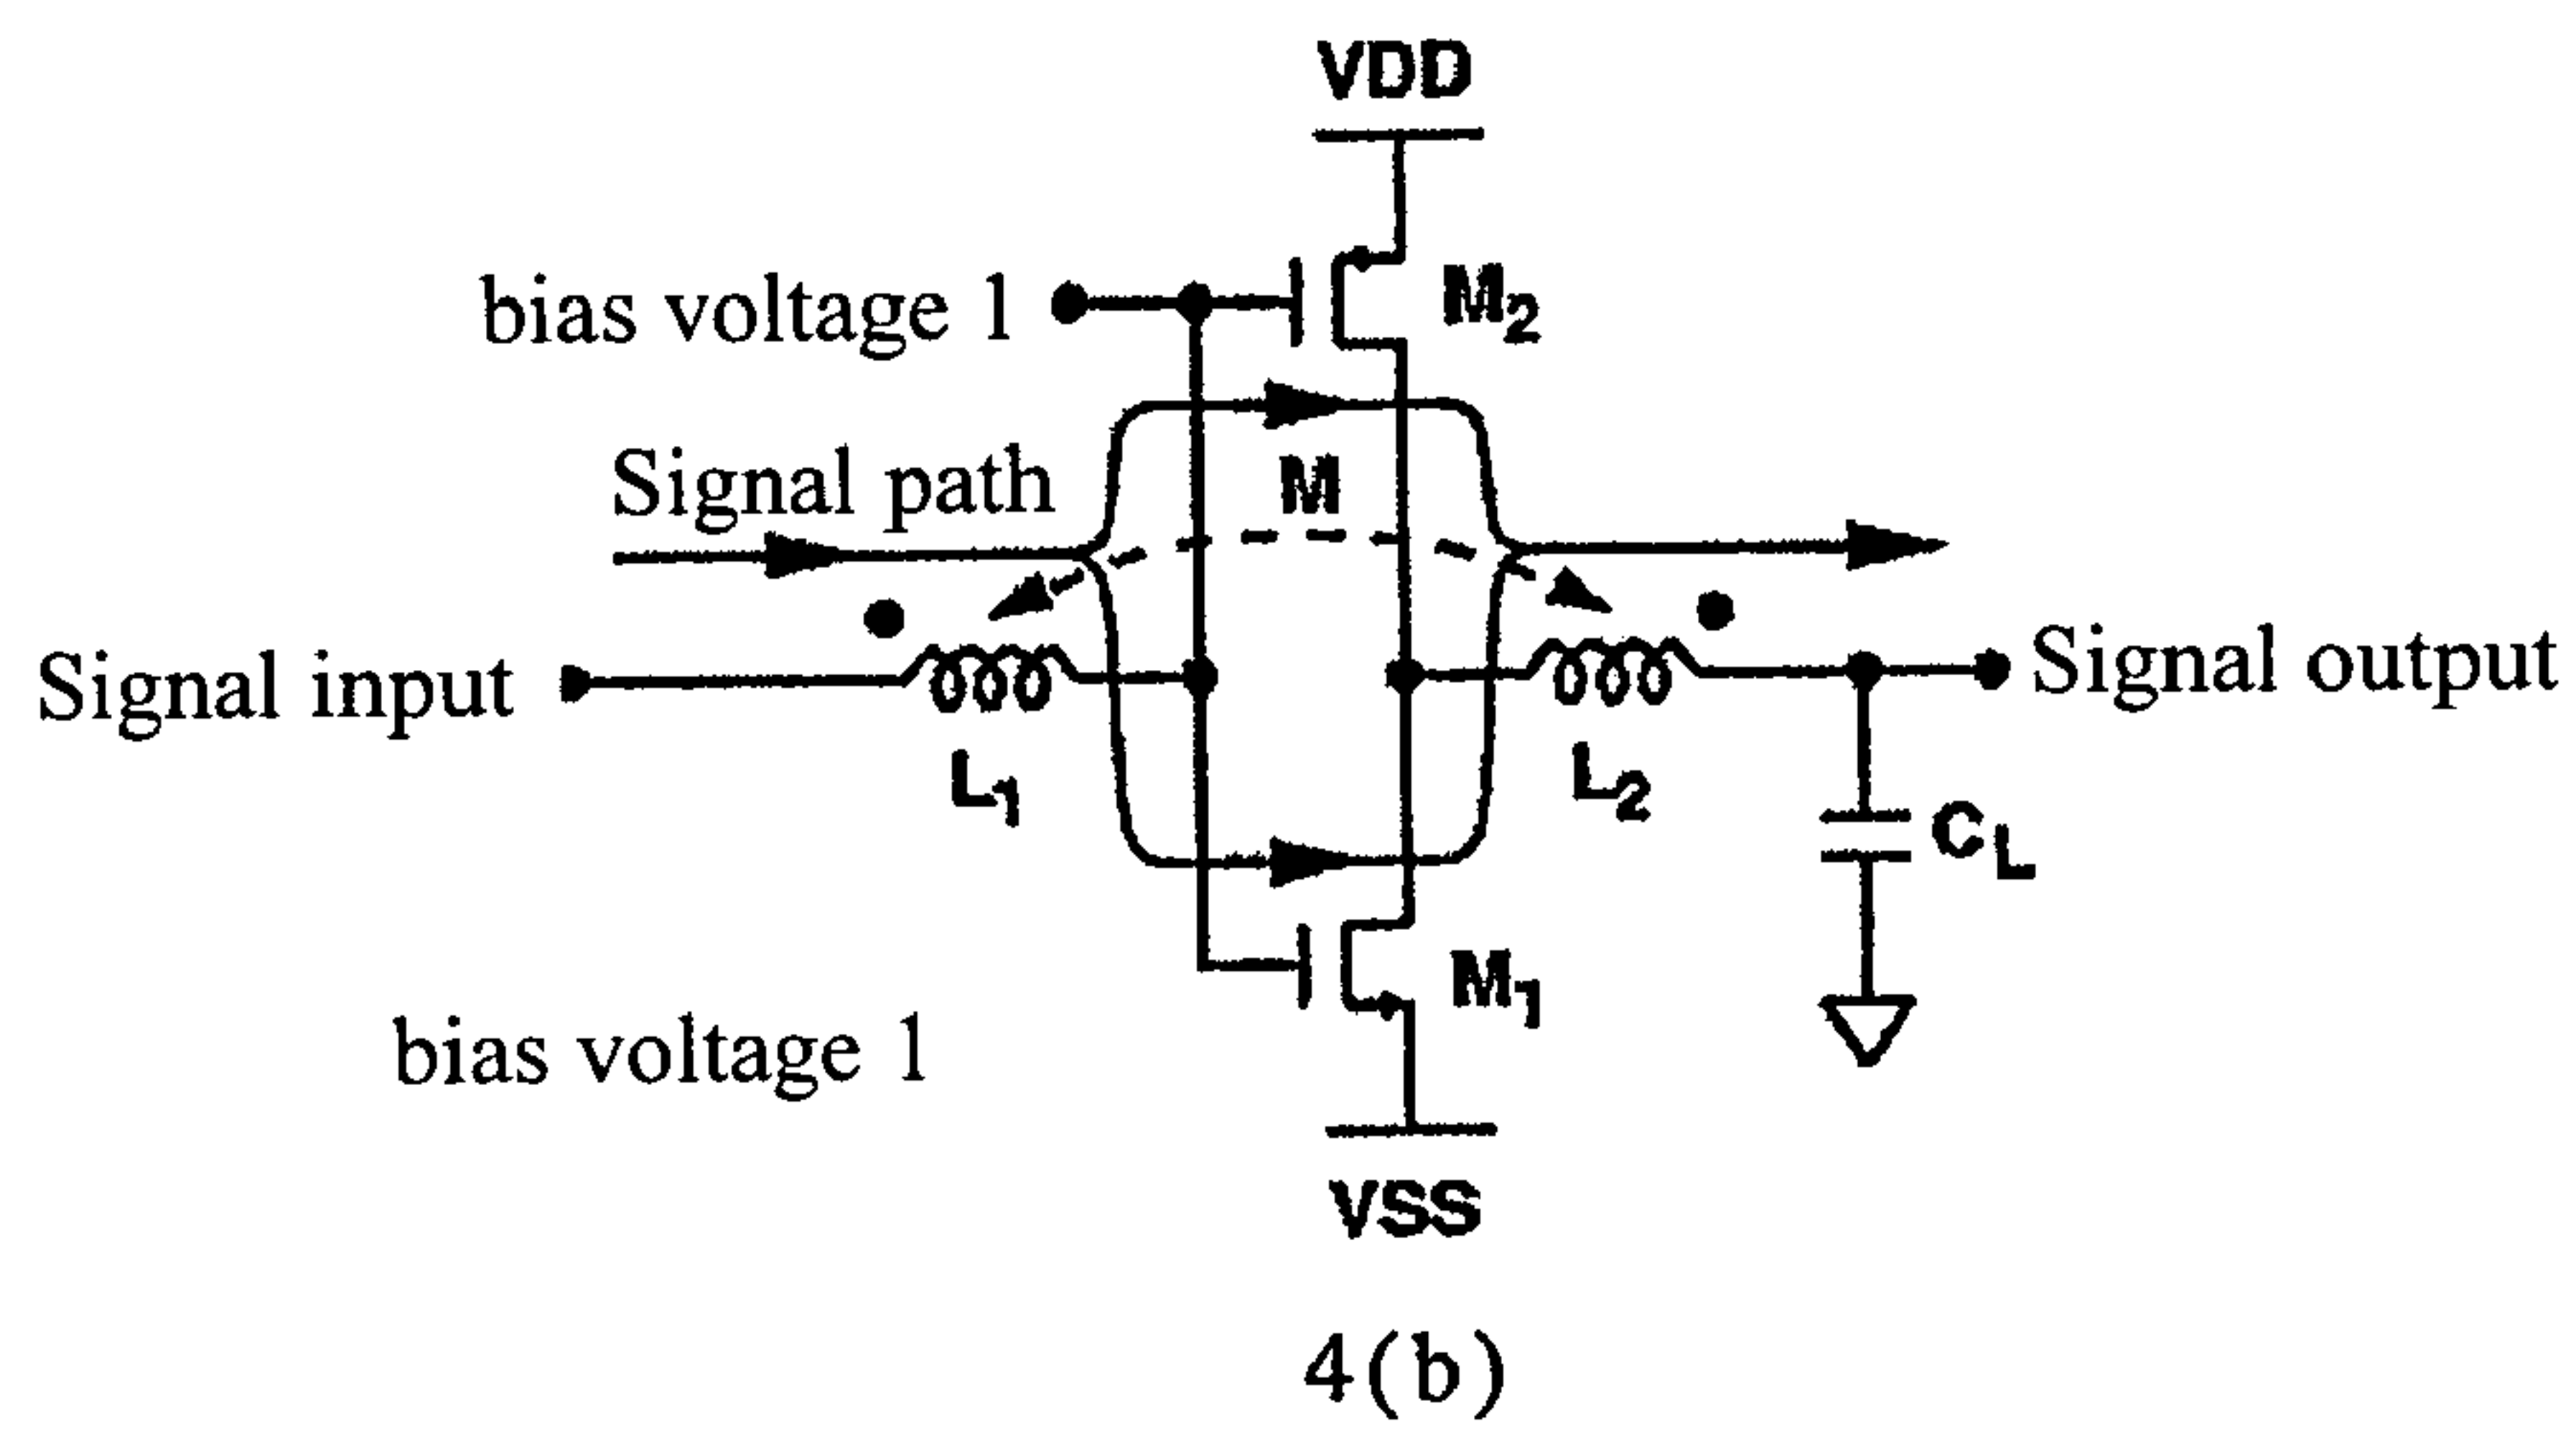 VDD
bias voltage 1
M2
Signal path
M
Signal input
Signal output
L1
L2
CL
bias voltage 1
M1
VSS
4(b)